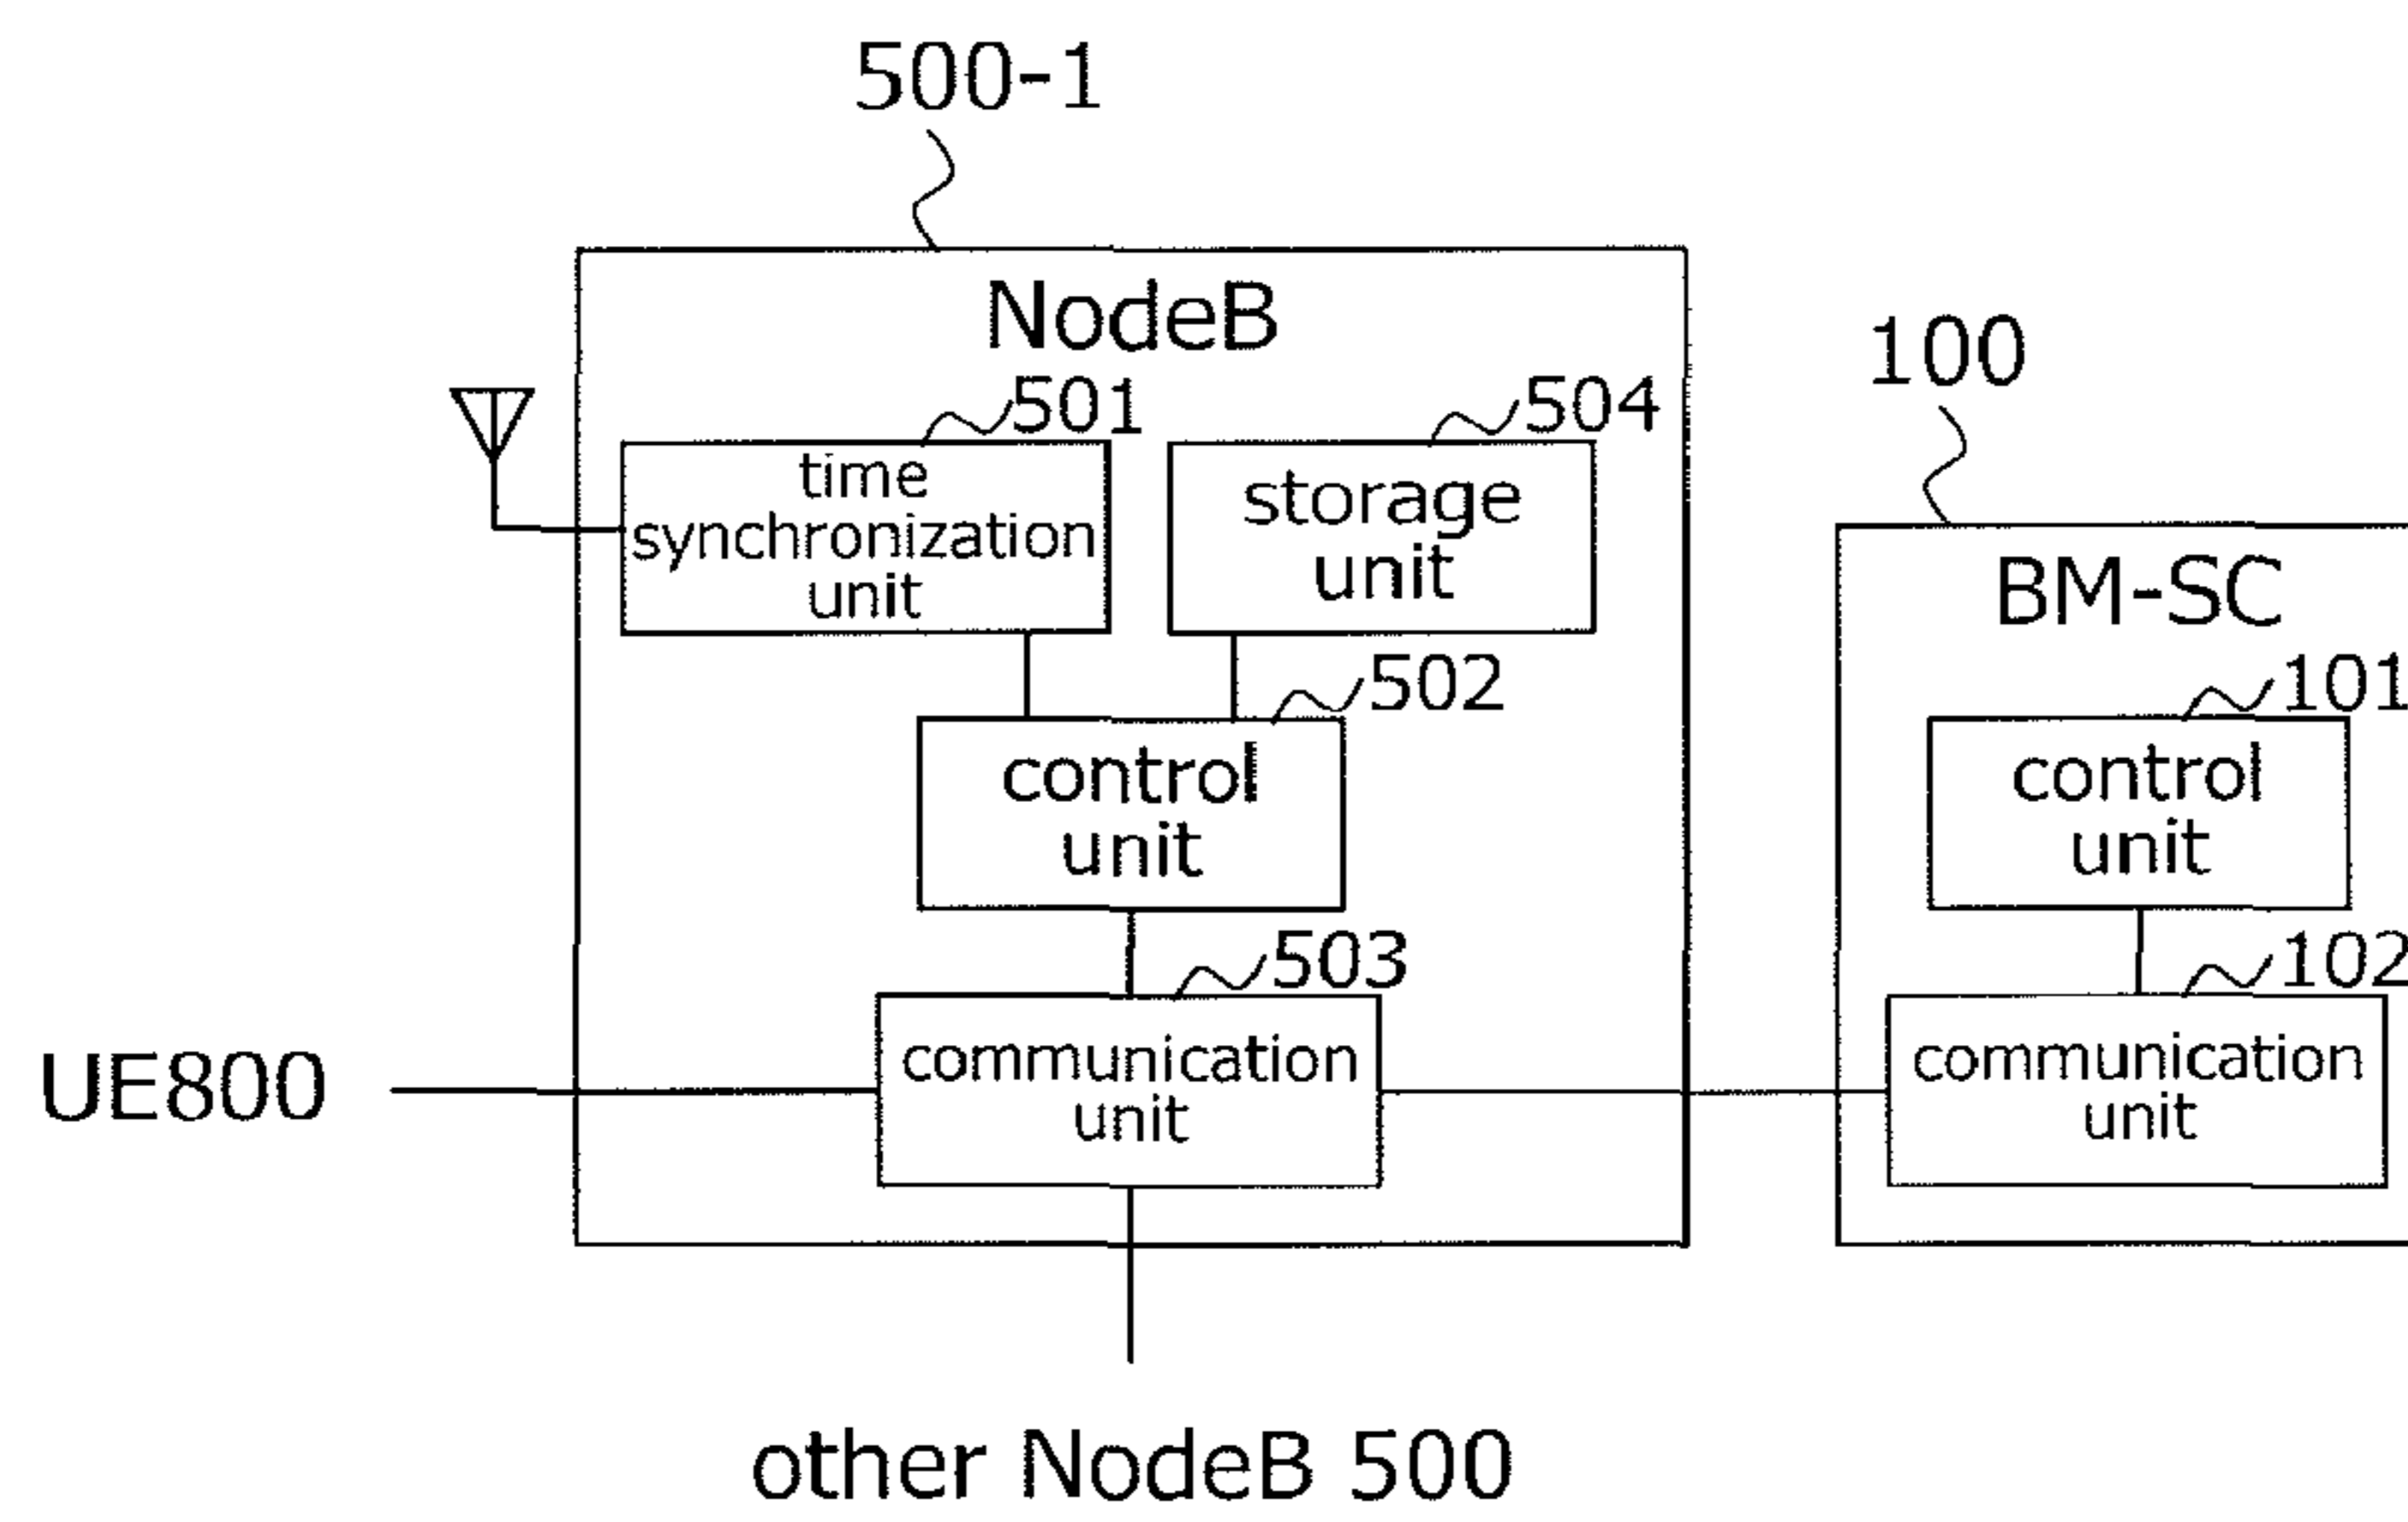 500-1
NodeB
501
504
time
synchronization
unit
storage
unit
502
control
unit
503
communication
unit
UE800
other NodeB 500
100
BM-SC
101
control
unit
102
communication
unit